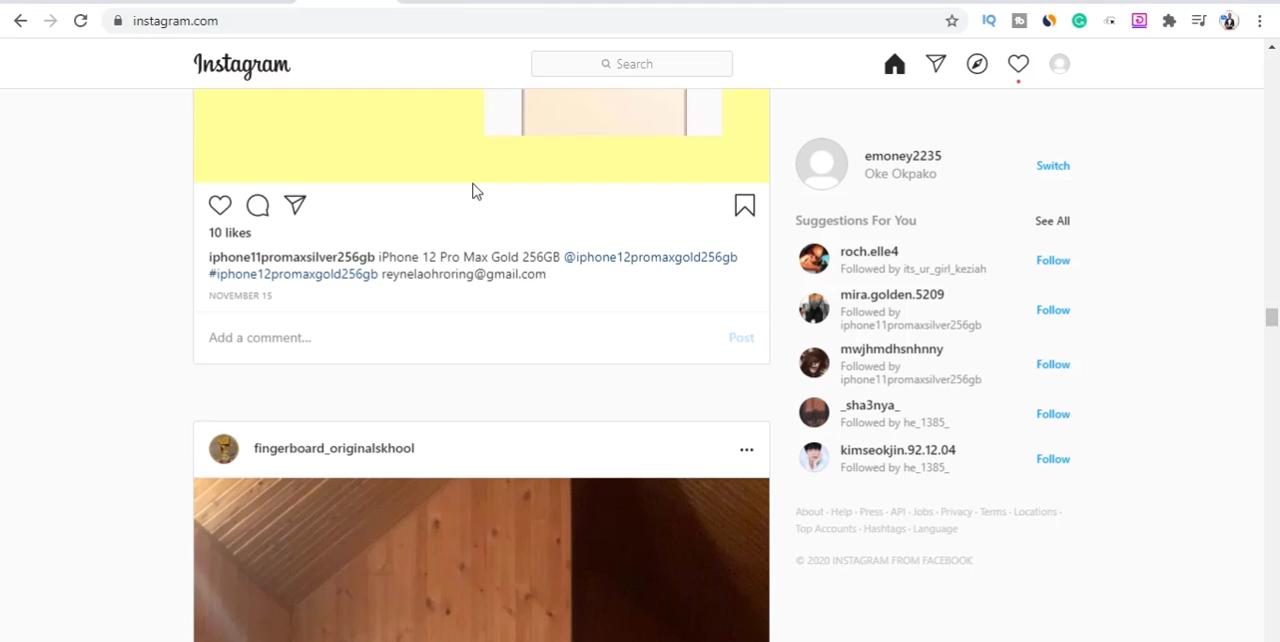 instagram.com
Instagram
Search
10 likes
iphone11promaxsilver256gb iPhone 12 Pro Max Gold 256GB @iphone12promaxgold256gb
#iphone12promaxgold256gb reynelaohroring@gmail.com
NOVEMBER 15
Add a comment... Post
fingerboard_originalskhool
emoney2235
Oke Okpako
Switch
Suggestions For You See All
roch.elle4
Followed by its_ur_girl_keziah
Follow
mira.golden.5209
Followed by
iphone11promaxsilver256gb
Follow
mwjhmdhsnhnny
Followed by
iphone11promaxsilver256gb
Follow
_sha3nya_
Followed by he_1385_
Follow
kimseokjin.92.12.04
Followed by he_1385_
Follow
About · Help · Press · API · Jobs · Privacy · Terms · Locations ·
Top Accounts · Hashtags · Language
© 2020 INSTAGRAM FROM FACEBOOK